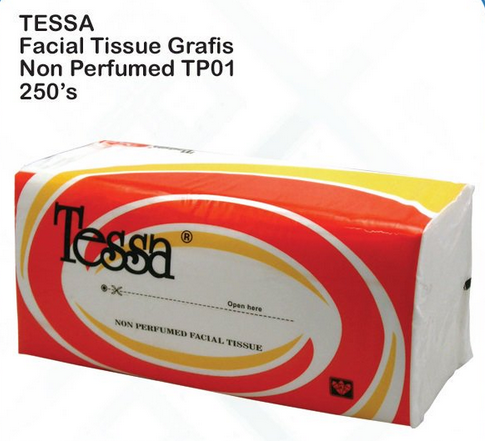 TESSA
Facial Tissue Grafis
Non Perfumed TP01
250's
Tessa®
Open here
NON PERFUMED FACIAL TISSUE